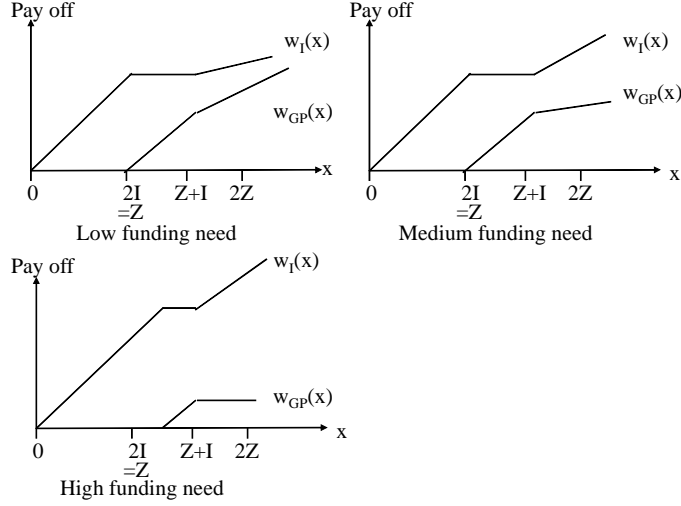 Pay off
w_I(x)
w_GP(x)
x
0 2I Z+I 2Z
=Z
Low funding need
Pay off
w_I(x)
w_GP(x)
x
0 2I Z+I 2Z
=Z
Medium funding need
Pay off
w_I(x)
w_GP(x)
x
0 2I Z+I 2Z
=Z
High funding need